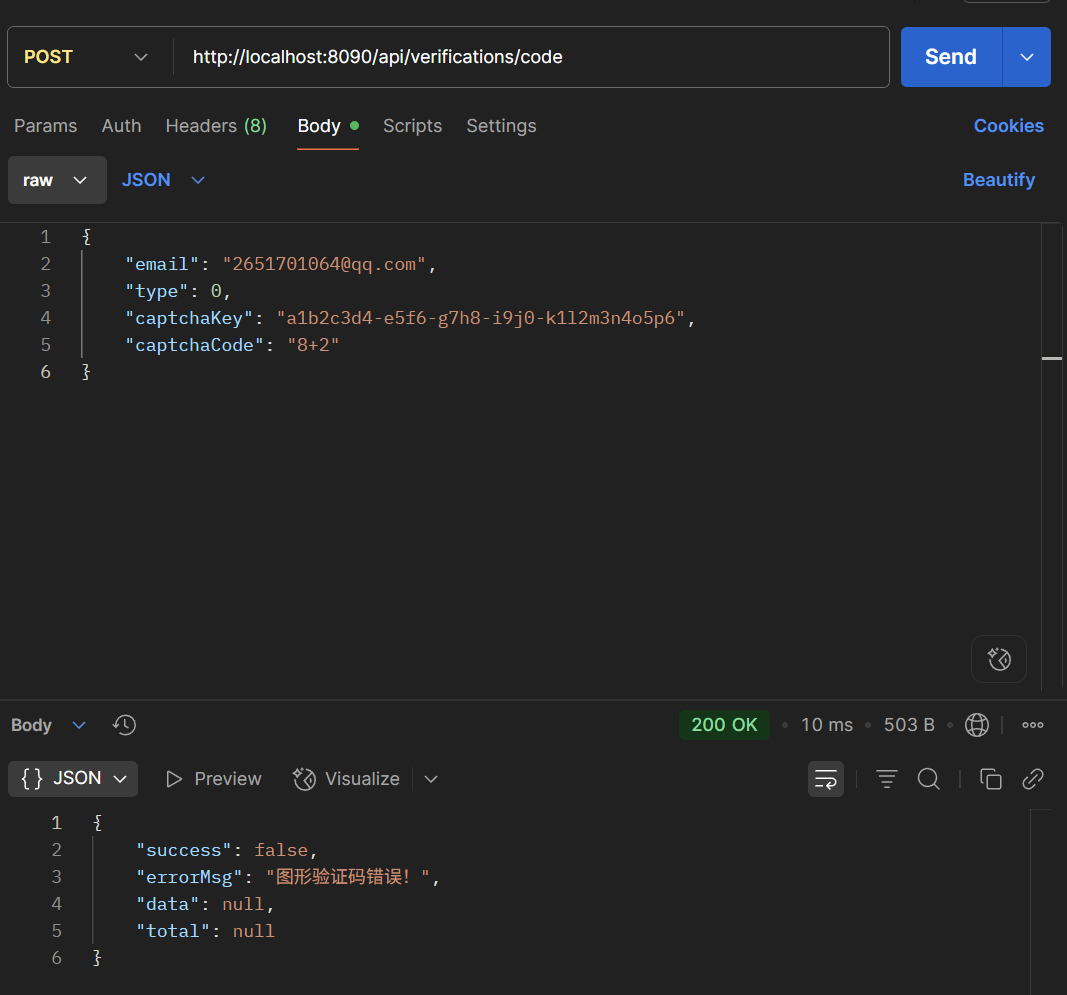 POST http://localhost:8090/api/verifications/code Send
Params Auth Headers (8) Body Scripts Settings Cookies
raw JSON Beautify
1 {
2 "email": "2651701064@qq.com",
3 "type": 0,
4 "captchaKey": "a1b2c3d4-e5f6-g7h8-i9j0-k1l2m3n4o5p6",
5 "captchaCode": "8+2"
6 }
Body 200 OK 10 ms 503 B
{} JSON Preview Visualize
1 {
2 "success": false,
3 "errorMsg": "图形验证码错误！",
4 "data": null,
5 "total": null
6 }